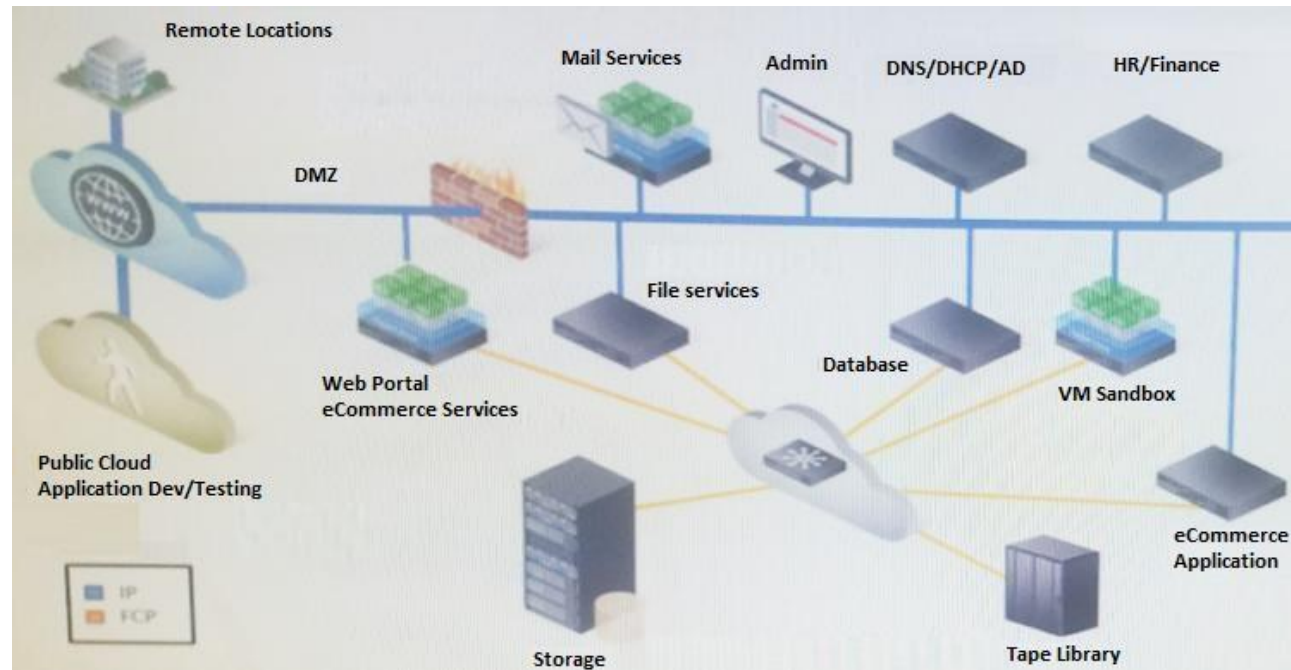 Remote Locations
Mail Services
Admin
DNS/DHCP/AD
HR/Finance
DMZ
WWW
File services
Web Portal
eCommerce Services
Database
VM Sandbox
Public Cloud
Application Dev/Testing
eCommerce
Application
IP
FCP
Storage
Tape Library